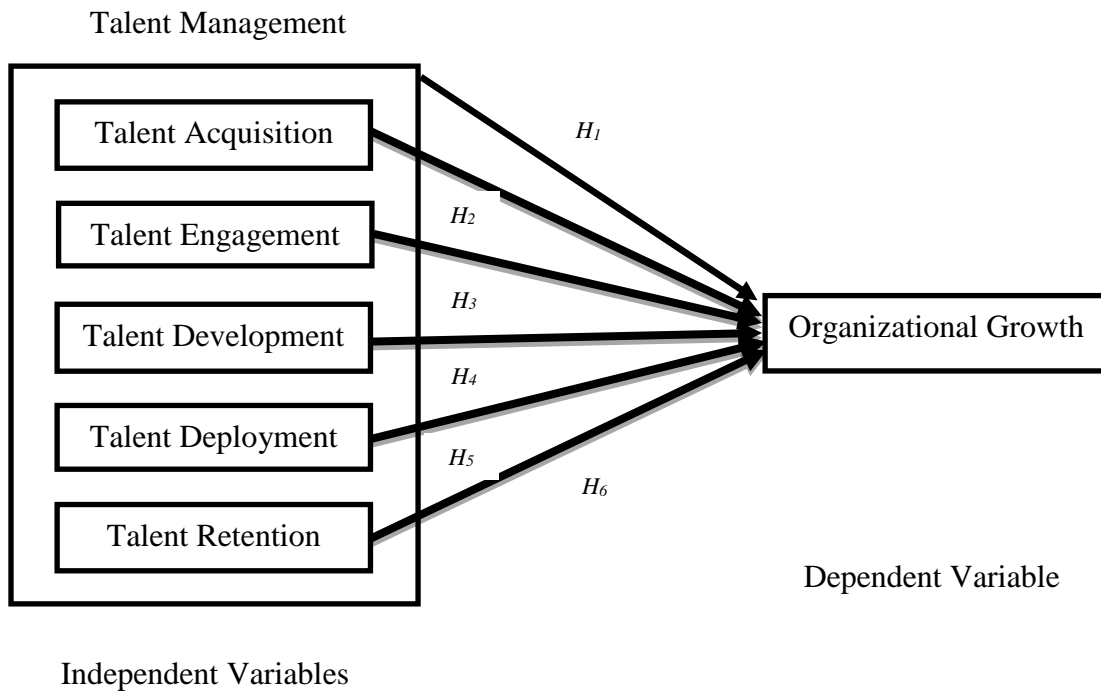 Talent Management
Talent Acquisition
H1
H2
Talent Engagement
H3
Talent Development
Organizational Growth
H4
Talent Deployment
H5
H6
Talent Retention
Dependent Variable
Independent Variables